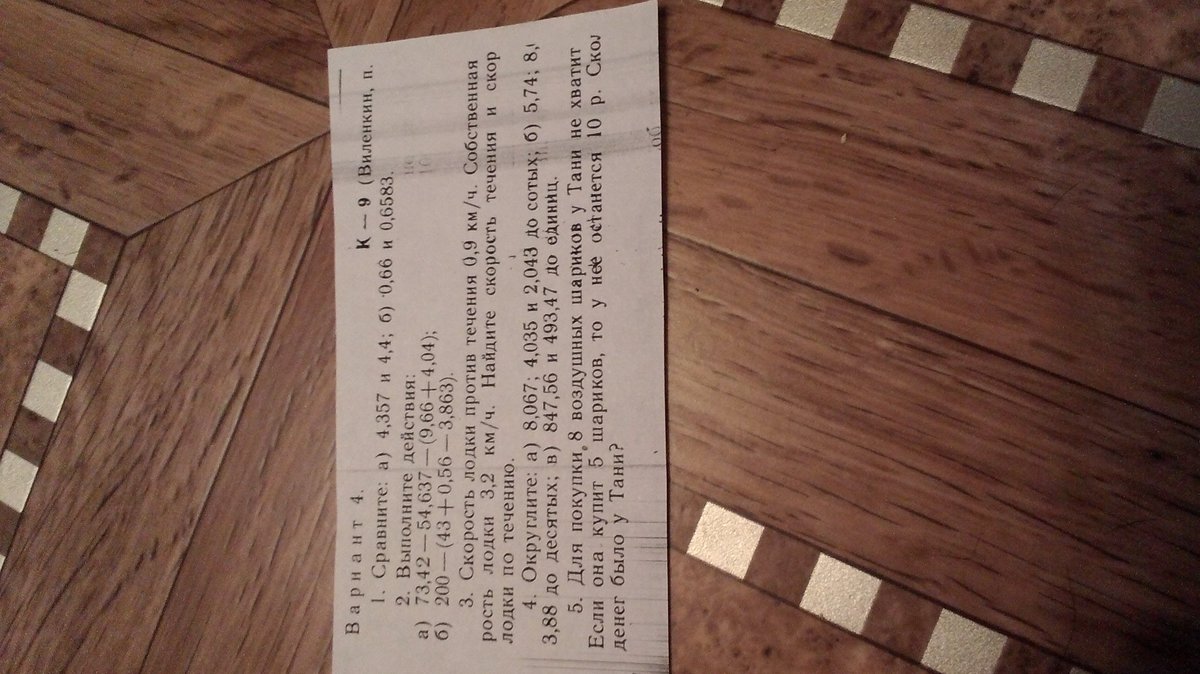 Вариант 4. К — 9 (Виленкин, п.
1. Сравните: а) 4,357 и 4,4; б) 0,66 и 0,6583.
2. Выполните действия:
а) 73,42—54,637—(9,66+4,04);
б) 200—(43+0,56—3,863).
3. Скорость лодки против течения 0,9 км/ч. Собственная
рость лодки 3,2 км/ч. Найдите скорость течения и скор
лодки по течению.
4. Округлите: а) 8,067; 4,035 и 2,043 до сотых; б) 5,74; 8,
3,88 до десятых; в) 847,56 и 493,47 до единиц.
5. Для покупки 8 воздушных шариков у Тани не хватит
Если она купит 5 шариков, то у нее останется 10 р. Скол
денег было у Тани?